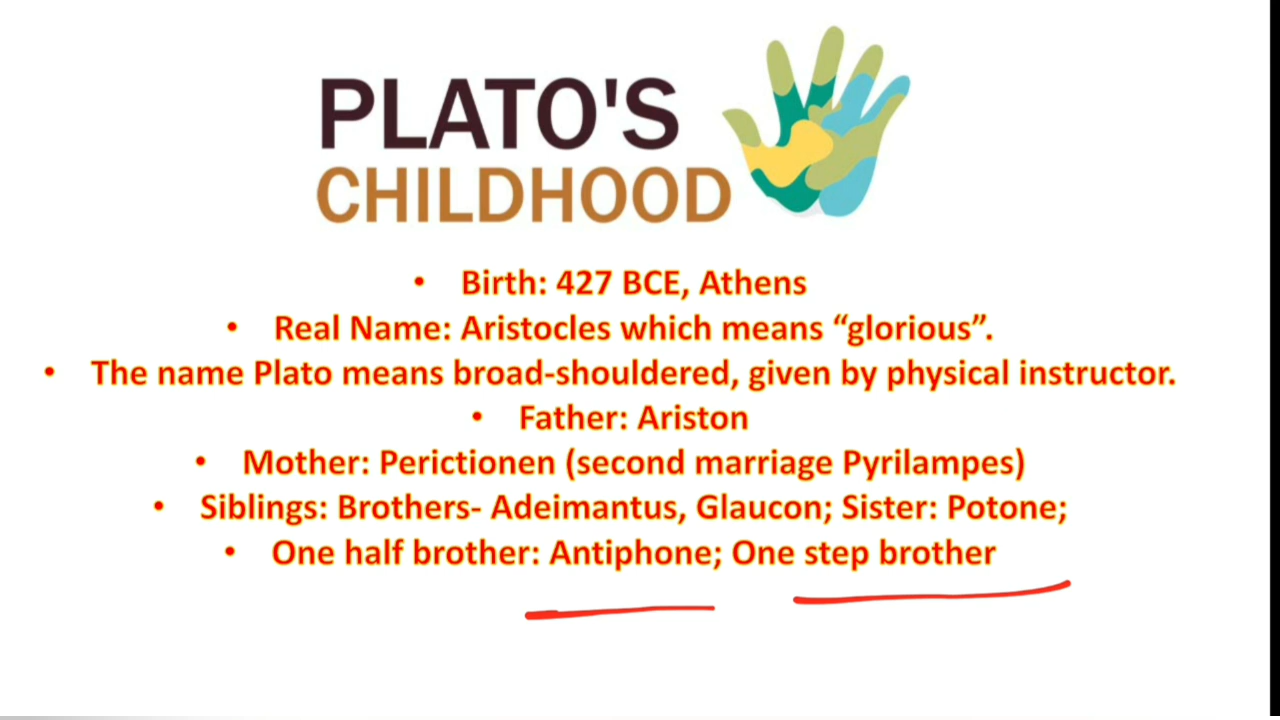 PLATO'S
CHILDHOOD
• Birth: 427 BCE, Athens
• Real Name: Aristocles which means “glorious”.
• The name Plato means broad-shouldered, given by physical instructor.
• Father: Ariston
• Mother: Perictionen (second marriage Pyrilampes)
• Siblings: Brothers- Adeimantus, Glaucon; Sister: Potone;
• One half brother: Antiphone; One step brother